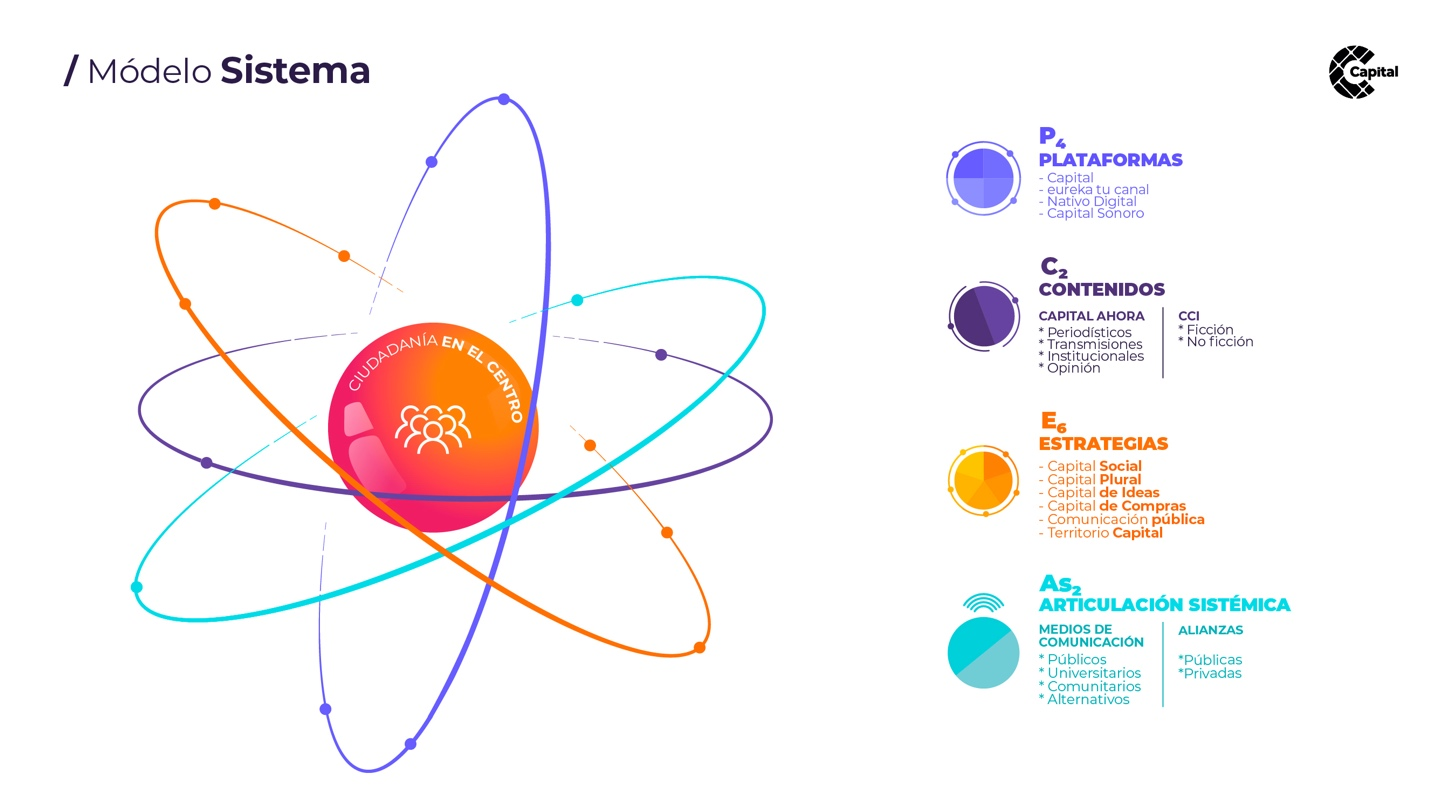 / Módelo Sistema
Capital
CIUDADANÍA EN EL CENTRO
P4
PLATAFORMAS
- Capital
- eureka tu canal
- Nativo Digital
- Capital Sonoro
C2
CONTENIDOS
CAPITAL AHORA
* Periodísticos
* Transmisiones
* Institucionales
* Opinión
CCI
* Ficción
* No ficción
E6
ESTRATEGIAS
- Capital Social
- Capital Plural
- Capital de Ideas
- Capital de Compras
- Comunicación pública
- Territorio Capital
As2
ARTICULACIÓN SISTÉMICA
MEDIOS DE
COMUNICACIÓN
* Públicos
* Universitarios
* Comunitarios
* Alternativos
ALIANZAS
*Públicas
*Privadas